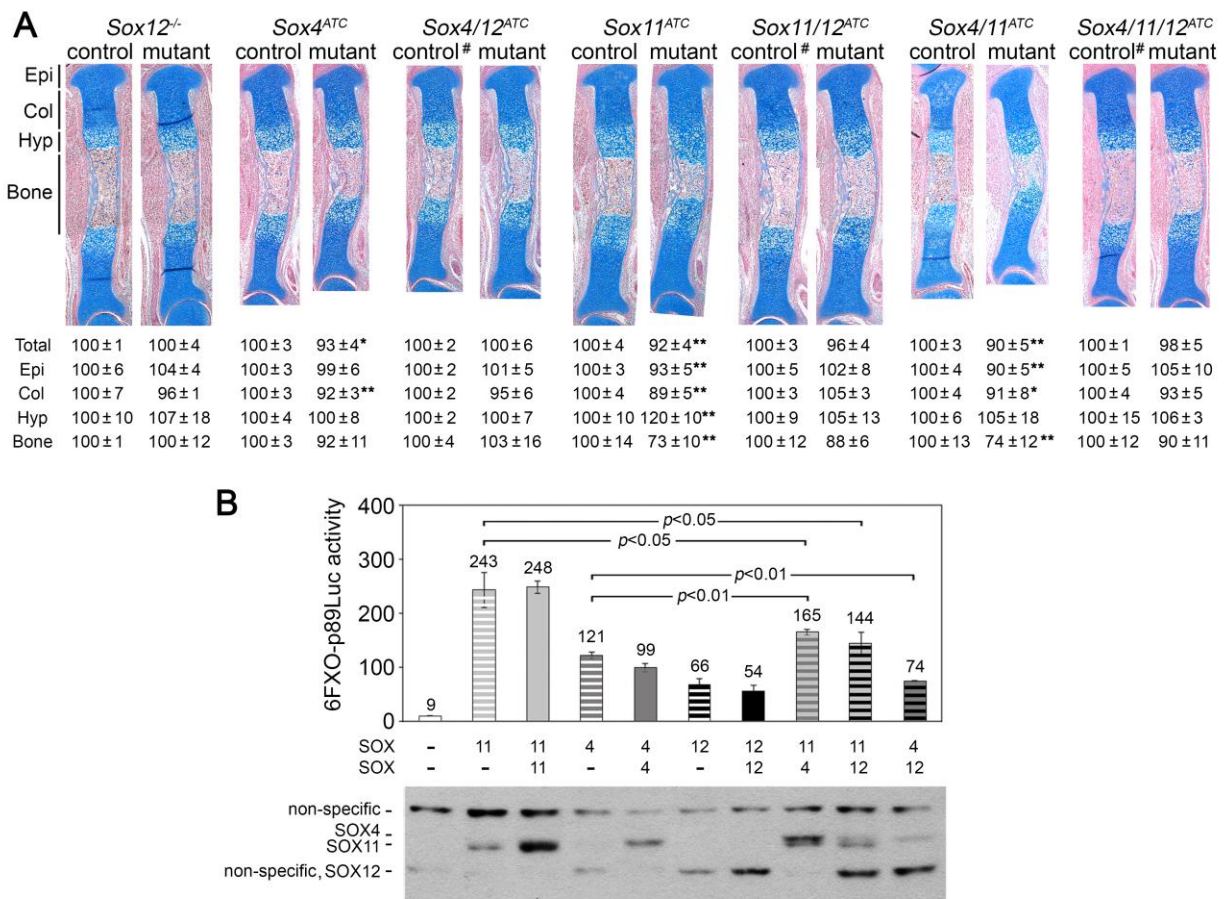 A
Sox12-/- Sox4ATC Sox4/12ATC Sox11ATC Sox11/12ATC Sox4/11ATC Sox4/11/12ATC
control mutant control mutant control# mutant control mutant control# mutant control mutant control# mutant
Epi
Col
Hyp
Bone
Total 100±1 100±4 100±3 93±4* 100±2 100±6 100±4 92±4** 100±3 96±4 100±3 90±5** 100±1 98±5
Epi 100±6 104±4 100±3 99±6 100±2 101±5 100±3 93±5** 100±5 102±8 100±4 90±5** 100±5 105±10
Col 100±7 96±1 100±3 92±3** 100±2 95±6 100±4 89±5** 100±3 105±3 100±4 91±8* 100±4 93±5
Hyp 100±10 107±18 100±4 100±8 100±2 100±7 100±10 120±10** 100±9 105±13 100±6 105±18 100±15 106±3
Bone 100±1 100±12 100±3 92±11 100±4 103±16 100±14 73±10** 100±12 88±6 100±13 74±12** 100±12 90±11
B
6FXO-p89Luc activity
400
300
200
100
0
p<0.05
p<0.05
p<0.01
p<0.01
9 243 248 121 99 66 54 165 144 74
SOX - 11 11 4 4 12 12 11 11 4
SOX - - 11 - 4 - 12 4 12 12
non-specific -
SOX4 -
SOX11 -
non-specific, SOX12 -